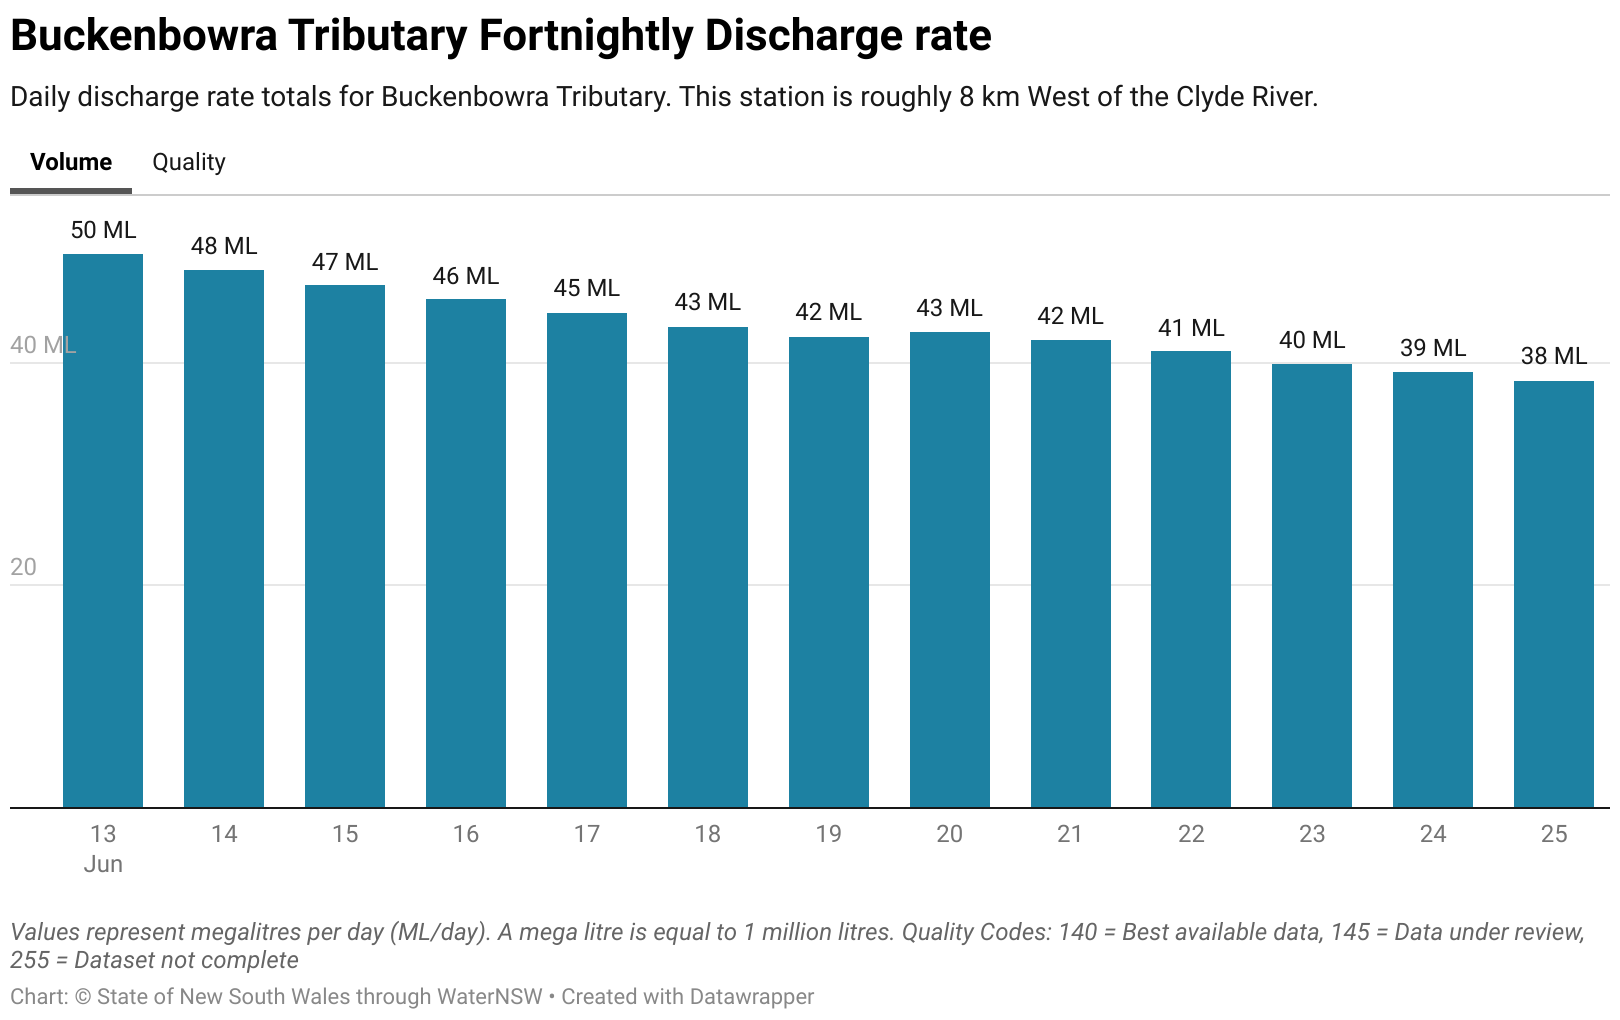 Buckenbowra Tributary Fortnightly Discharge rate
Daily discharge rate totals for Buckenbowra Tributary. This station is roughly 8 km West of the Clyde River.
Volume Quality
50 ML 48 ML 47 ML 46 ML 45 ML 43 ML 42 ML 43 ML 42 ML 41 ML 40 ML 39 ML 38 ML
40 ML
20
13 14 15 16 17 18 19 20 21 22 23 24 25
Jun
Values represent megalitres per day (ML/day). A mega litre is equal to 1 million litres. Quality Codes: 140 = Best available data, 145 = Data under review,
255 = Dataset not complete
Chart: © State of New South Wales through WaterNSW • Created with Datawrapper